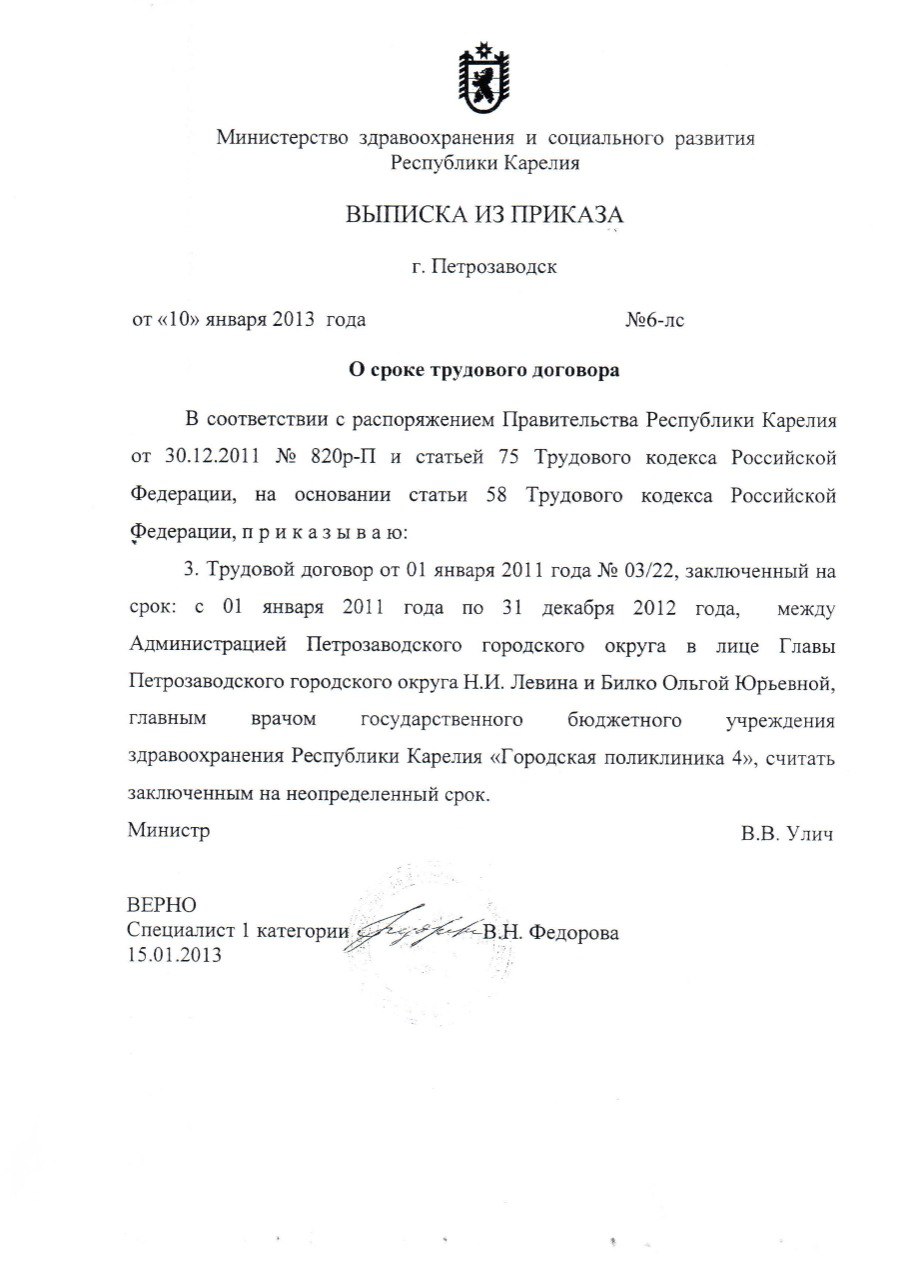 Министерство здравоохранения и социального развития
Республики Карелия
ВЫПИСКА ИЗ ПРИКАЗА
г. Петрозаводск
от «10» января 2013 года №6-лс
О сроке трудового договора
В соответствии с распоряжением Правительства Республики Карелия
от 30.12.2011 № 820р-П и статьей 75 Трудового кодекса Российской
Федерации, на основании статьи 58 Трудового кодекса Российской
Федерации, п р и к а з ы в а ю:
3. Трудовой договор от 01 января 2011 года № 03/22, заключенный на
срок: с 01 января 2011 года по 31 декабря 2012 года, между
Администрацией Петрозаводского городского округа в лице Главы
Петрозаводского городского округа Н.И. Левина и Билко Ольгой Юрьевной,
главным врачом государственного бюджетного учреждения
здравоохранения Республики Карелия «Городская поликлиника 4», считать
заключенным на неопределенный срок.
Министр В.В. Улич
ВЕРНО
Специалист 1 категории В.Н. Федорова
15.01.2013